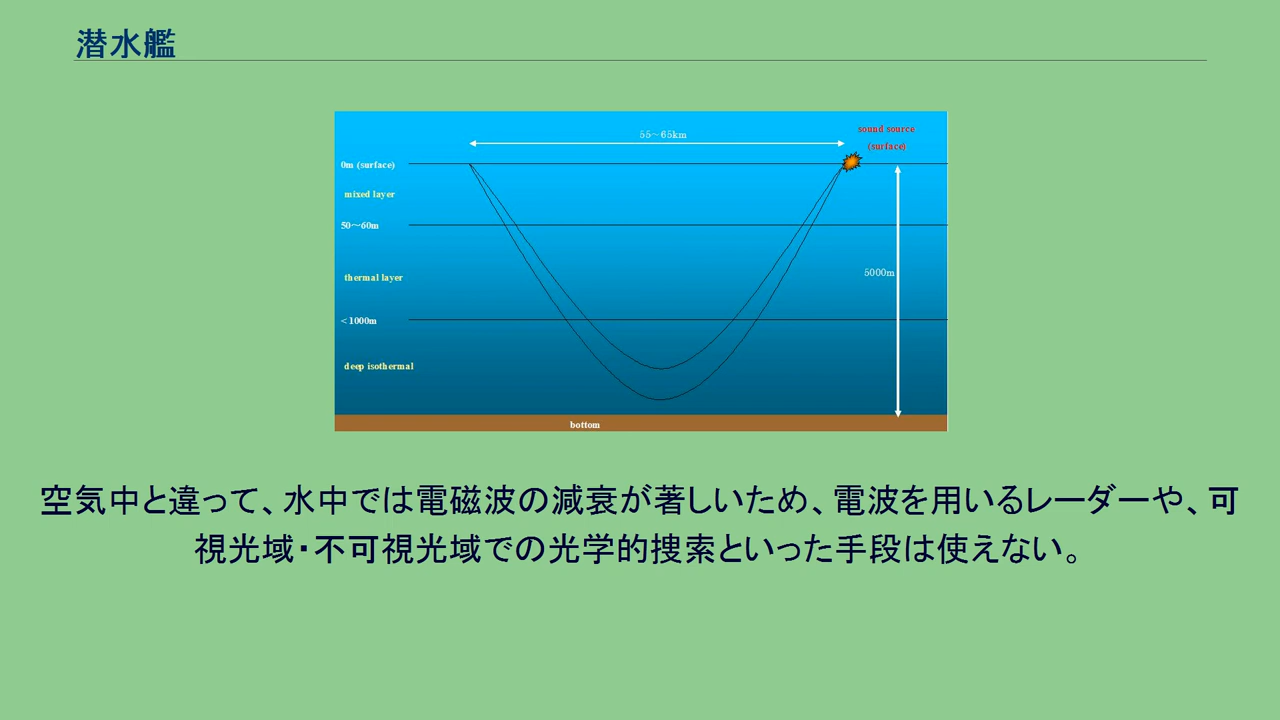 潜水艦
55～65km
sound source
(surface)
0m (surface)
mixed layer
50～60m
thermal layer
5000m
<1000m
deep isothermal
bottom
空気中と違って、水中では電磁波の減衰が著しいため、電波を用いるレーダーや、可
視光域・不可視光域での光学的捜索といった手段は使えない。